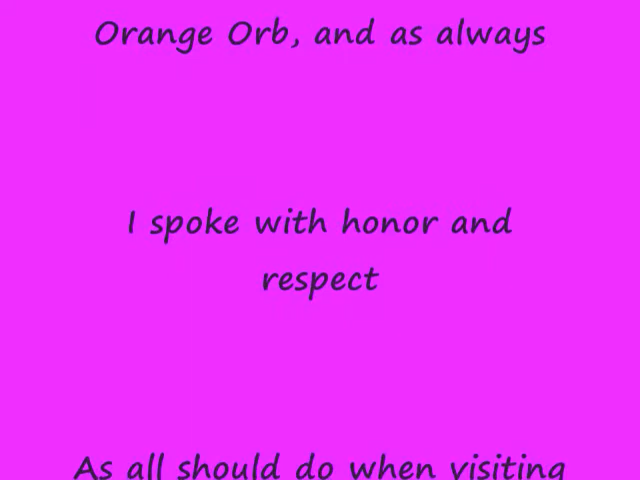 Orange Orb, and as always
I spoke with honor and
respect
As all should do when visiting